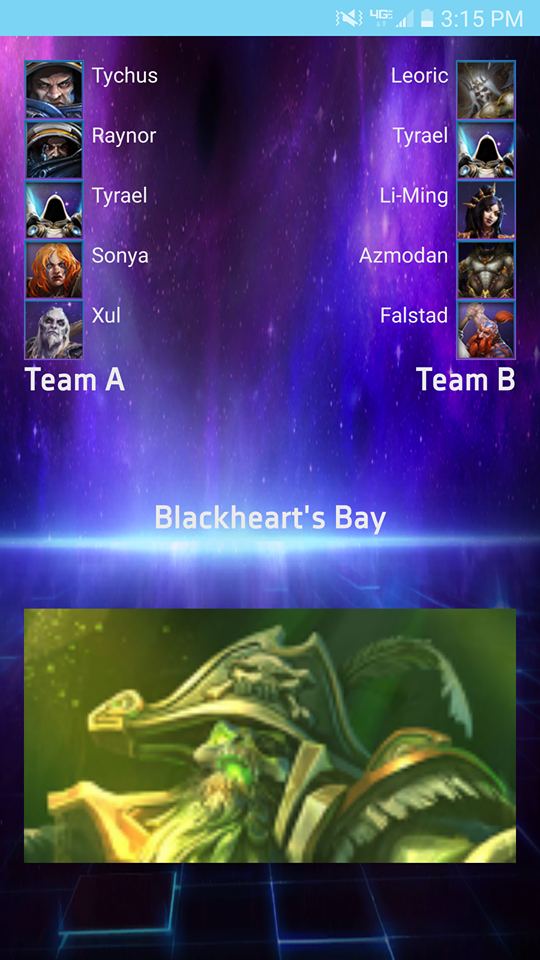 4G LTE 3:15 PM
Tychus Leoric
Raynor Tyrael
Tyrael Li-Ming
Sonya Azmodan
Xul Falstad
Team A Team B
Blackheart's Bay